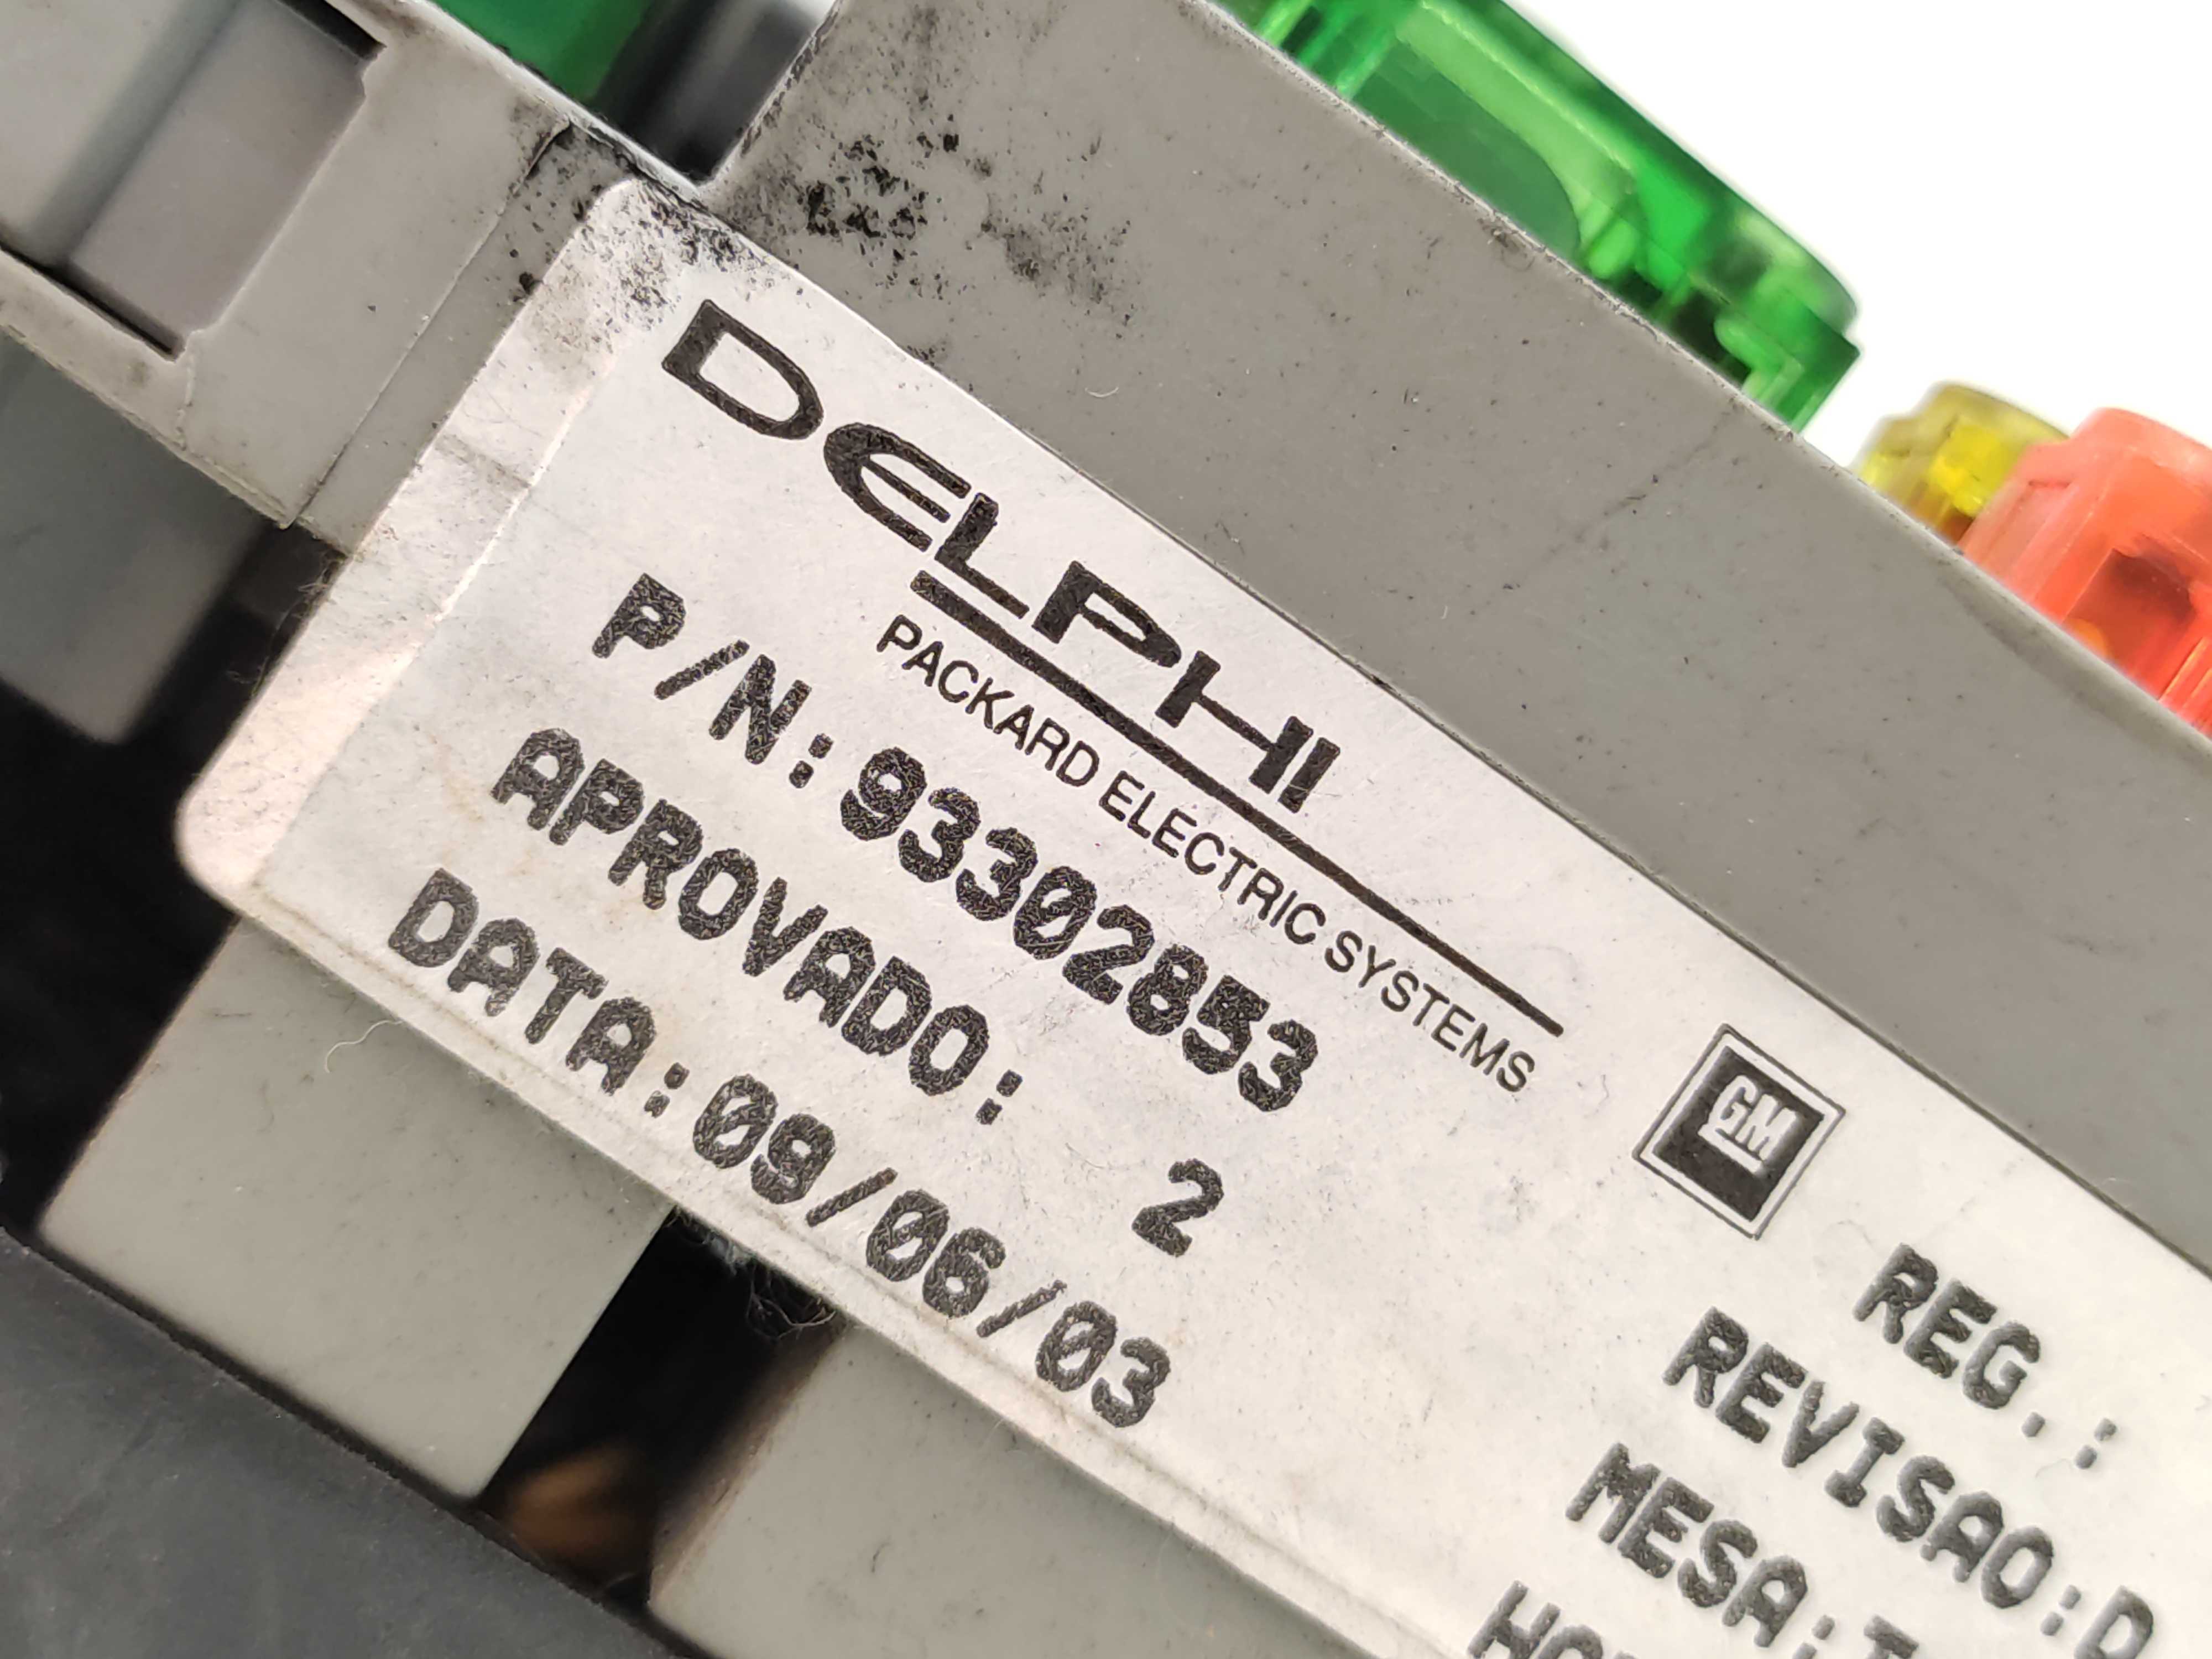 DELPHI
PACKARD ELECTRIC SYSTEMS
P/N:93302853
APROVADO: 2
DATA:09/06/03
GM
REG.:
REVISAO:D
MESA: